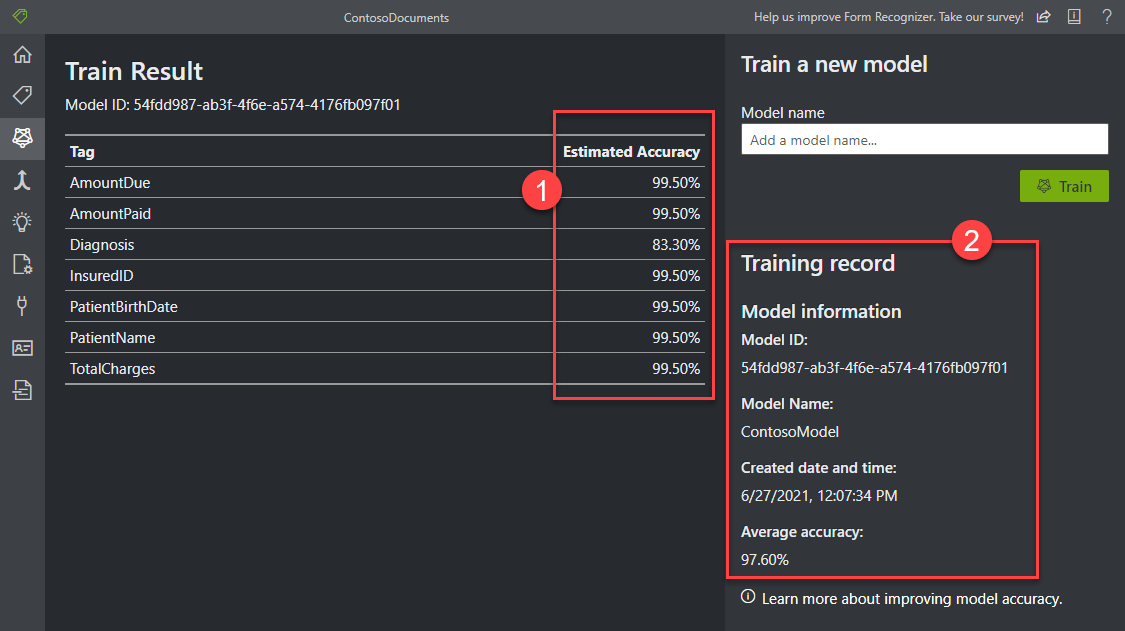 ContosoDocuments
Help us improve Form Recognizer. Take our survey!
Train Result
Model ID: 54fdd987-ab3f-4f6e-a574-4176fb097f01
Tag Estimated Accuracy
AmountDue 99.50%
AmountPaid 99.50%
Diagnosis 83.30%
InsuredID 99.50%
PatientBirthDate 99.50%
PatientName 99.50%
TotalCharges 99.50%
1
Train a new model
Model name
Add a model name...
Train
2
Training record
Model information
Model ID:
54fdd987-ab3f-4f6e-a574-4176fb097f01
Model Name:
ContosoModel
Created date and time:
6/27/2021, 12:07:34 PM
Average accuracy:
97.60%
Learn more about improving model accuracy.